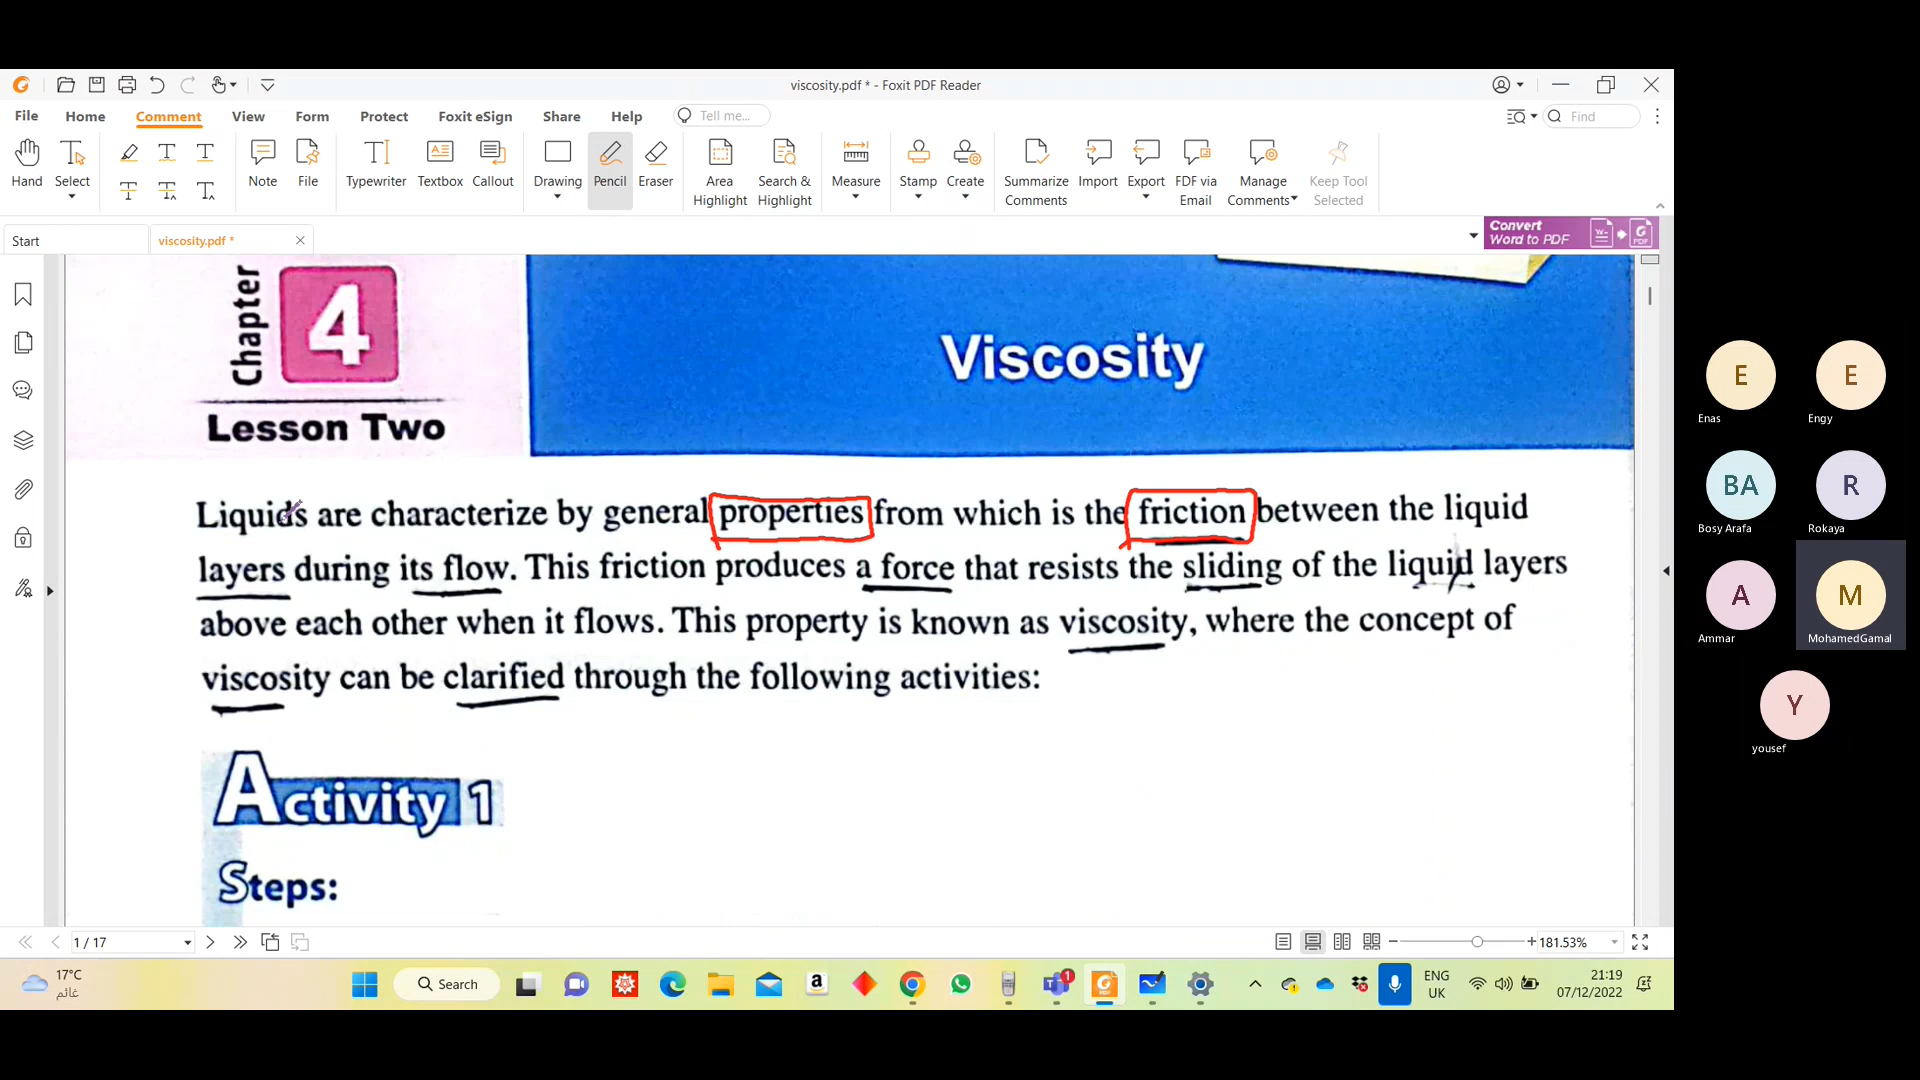 viscosity.pdf * - Foxit PDF Reader
File Home Comment View Form Protect Foxit eSign Share Help Tell me... Find
Hand Select Note File Typewriter Textbox Callout Drawing Pencil Eraser Area Highlight Search & Highlight Measure Stamp Create Summarize Comments Import Export FDF via Email Manage Comments Keep Tool Selected
Start viscosity.pdf *
Convert
Word to PDF
Chapter
4
Lesson Two
Viscosity
Liquids are characterize by general properties from which is the friction between the liquid
layers during its flow. This friction produces a force that resists the sliding of the liquid layers
above each other when it flows. This property is known as viscosity, where the concept of
viscosity can be clarified through the following activities:
Activity 1
Steps:
1 / 17
181.53%
17°C
غائم
Search
ENG
UK
21:19
07/12/2022
E
Enas
E
Engy
BA
Bosy Arafa
R
Rokaya
A
Ammar
M
MohamedGamal
Y
yousef